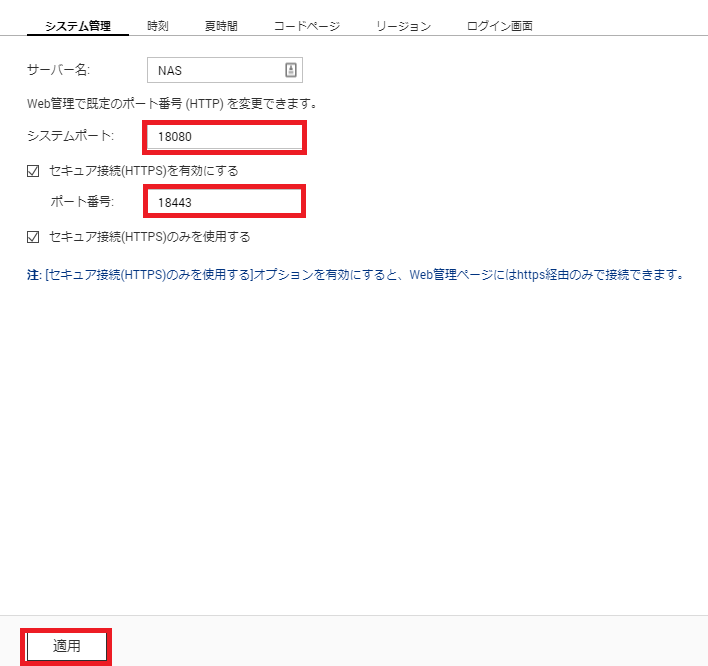 システム管理 時刻 夏時間 コードページ リージョン ログイン画面
サーバー名: NAS
Web管理で既定のポート番号 (HTTP) を変更できます。
システムポート: 18080
セキュア接続(HTTPS)を有効にする
ポート番号: 18443
セキュア接続(HTTPS)のみを使用する
注: [セキュア接続(HTTPS)のみを使用する]オプションを有効にすると、Web管理ページにはhttps経由のみで接続できます。
適用